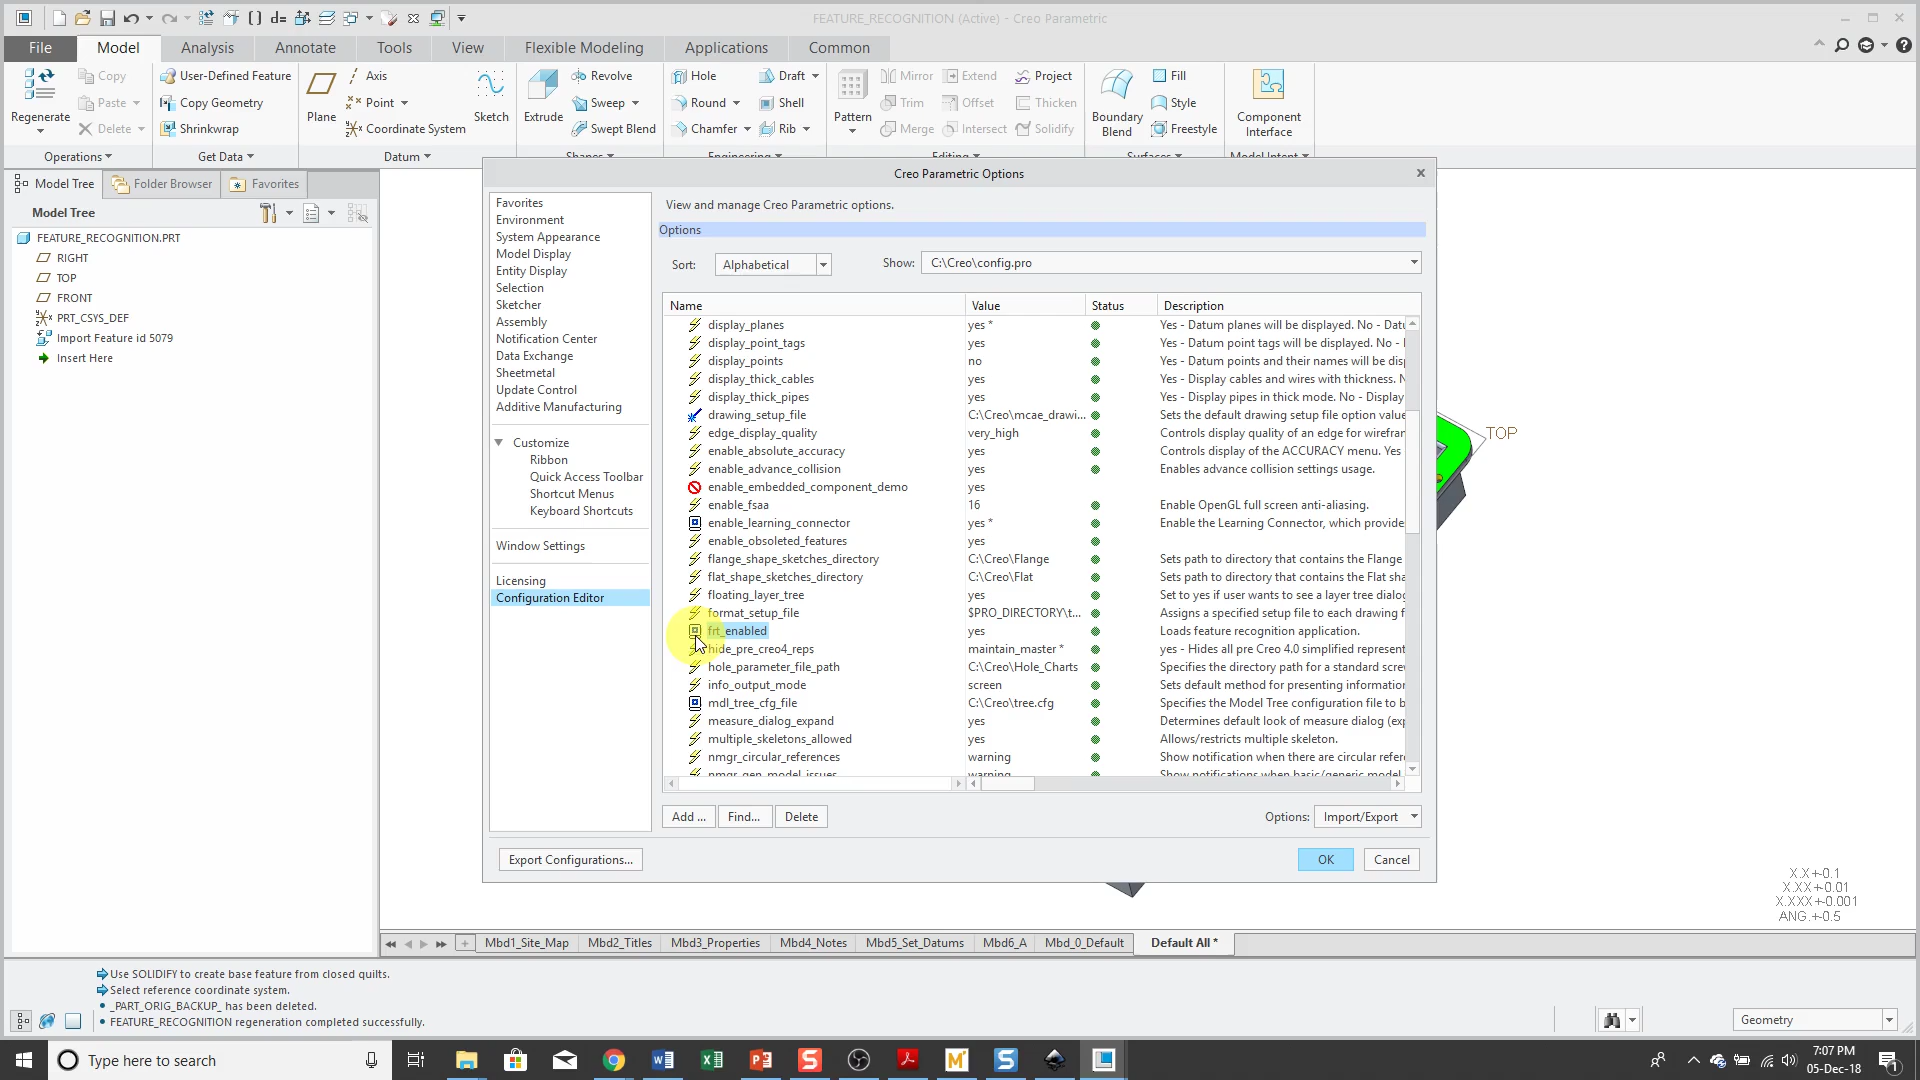 FEATURE_RECOGNITION (Active) - Creo Parametric
File Model Analysis Annotate Tools View Flexible Modeling Applications Common
Regenerate Copy Paste Delete
User-Defined Feature
Copy Geometry
Shrinkwrap
Plane Axis Point Coordinate System Sketch
Extrude Revolve Sweep Swept Blend
Hole Draft
Round Shell
Chamfer Rib
Pattern Mirror Extend Project
Trim Offset Thicken
Merge Intersect Solidify
Boundary Blend Fill Style Freestyle
Component Interface
Operations Get Data Datum Shapes Engineering Editing Surfaces Model Intent
Model Tree Folder Browser Favorites
Model Tree
FEATURE_RECOGNITION.PRT
RIGHT
TOP
FRONT
PRT_CSYS_DEF
Import Feature id 5079
Insert Here
Creo Parametric Options
Favorites
Environment
System Appearance
Model Display
Entity Display
Selection
Sketcher
Assembly
Notification Center
Data Exchange
Sheetmetal
Update Control
Additive Manufacturing
Customize
Ribbon
Quick Access Toolbar
Shortcut Menus
Keyboard Shortcuts
Window Settings
Licensing
Configuration Editor
View and manage Creo Parametric options.
Options
Sort: Alphabetical Show: C:\Creo\config.pro
Name Value Status Description
display_planes yes * Yes - Datum planes will be displayed. No - Datu
display_point_tags yes Yes - Datum point tags will be displayed. No -
display_points no Yes - Datum points and their names will be disp
display_thick_cables yes Yes - Display cables and wires with thickness. N
display_thick_pipes yes Yes - Display pipes in thick mode. No - Display
drawing_setup_file C:\Creo\mcae_drawi... Sets the default drawing setup file option value
edge_display_quality very_high Controls display quality of an edge for wirefran
enable_absolute_accuracy yes Controls display of the ACCURACY menu. Yes
enable_advance_collision yes Enables advance collision settings usage.
enable_embedded_component_demo yes
enable_fsaa 16 Enable OpenGL full screen anti-aliasing.
enable_learning_connector yes * Enable the Learning Connector, which provide
enable_obsoleted_features yes
flange_shape_sketches_directory C:\Creo\Flange Sets path to directory that contains the Flange
flat_shape_sketches_directory C:\Creo\Flat Sets path to directory that contains the Flat sha
floating_layer_tree yes Set to yes if user wants to see a layer tree dialog
format_setup_file $PRO_DIRECTORY\t... Assigns a specified setup file to each drawing f
frt_enabled yes Loads feature recognition application.
hide_pre_creo4_reps maintain_master * yes - Hides all pre Creo 4.0 simplified represent
hole_parameter_file_path C:\Creo\Hole_Charts Specifies the directory path for a standard screw
info_output_mode screen Sets default method for presenting information
mdl_tree_cfg_file C:\Creo\tree.cfg Specifies the Model Tree configuration file to b
measure_dialog_expand yes Determines default look of measure dialog (exp
multiple_skeletons_allowed yes Allows/restricts multiple skeleton.
nmgr_circular_references warning Show notification when there are circular refer
nmgr_gen_model_issues warning Show notifications when basic/generic model
Add ... Find... Delete Options: Import/Export
Export Configurations... OK Cancel
TOP
X.X+-0.1
X.XX+-0.01
X.XXX+-0.001
ANG.+-0.5
Mbd1_Site_Map Mbd2_Titles Mbd3_Properties Mbd4_Notes Mbd5_Set_Datums Mbd6_A Mbd_0_Default Default All *
Use SOLIDIFY to create base feature from closed quilts.
Select reference coordinate system.
_PART_ORIG_BACKUP_ has been deleted.
FEATURE_RECOGNITION regeneration completed successfully.
Geometry
Type here to search
7:07 PM
05-Dec-18